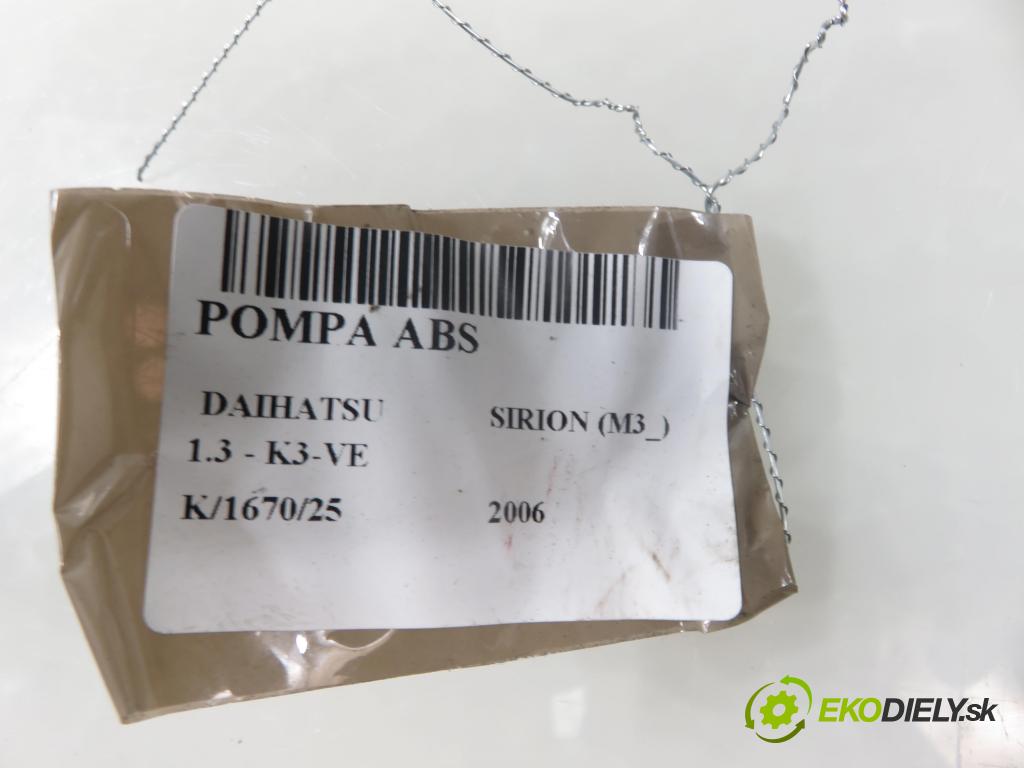 POMPA ABS
DAIHATSU SIRION (M3_)
1.3 - K3-VE
K/1670/25 2006
EKODIELY.sk